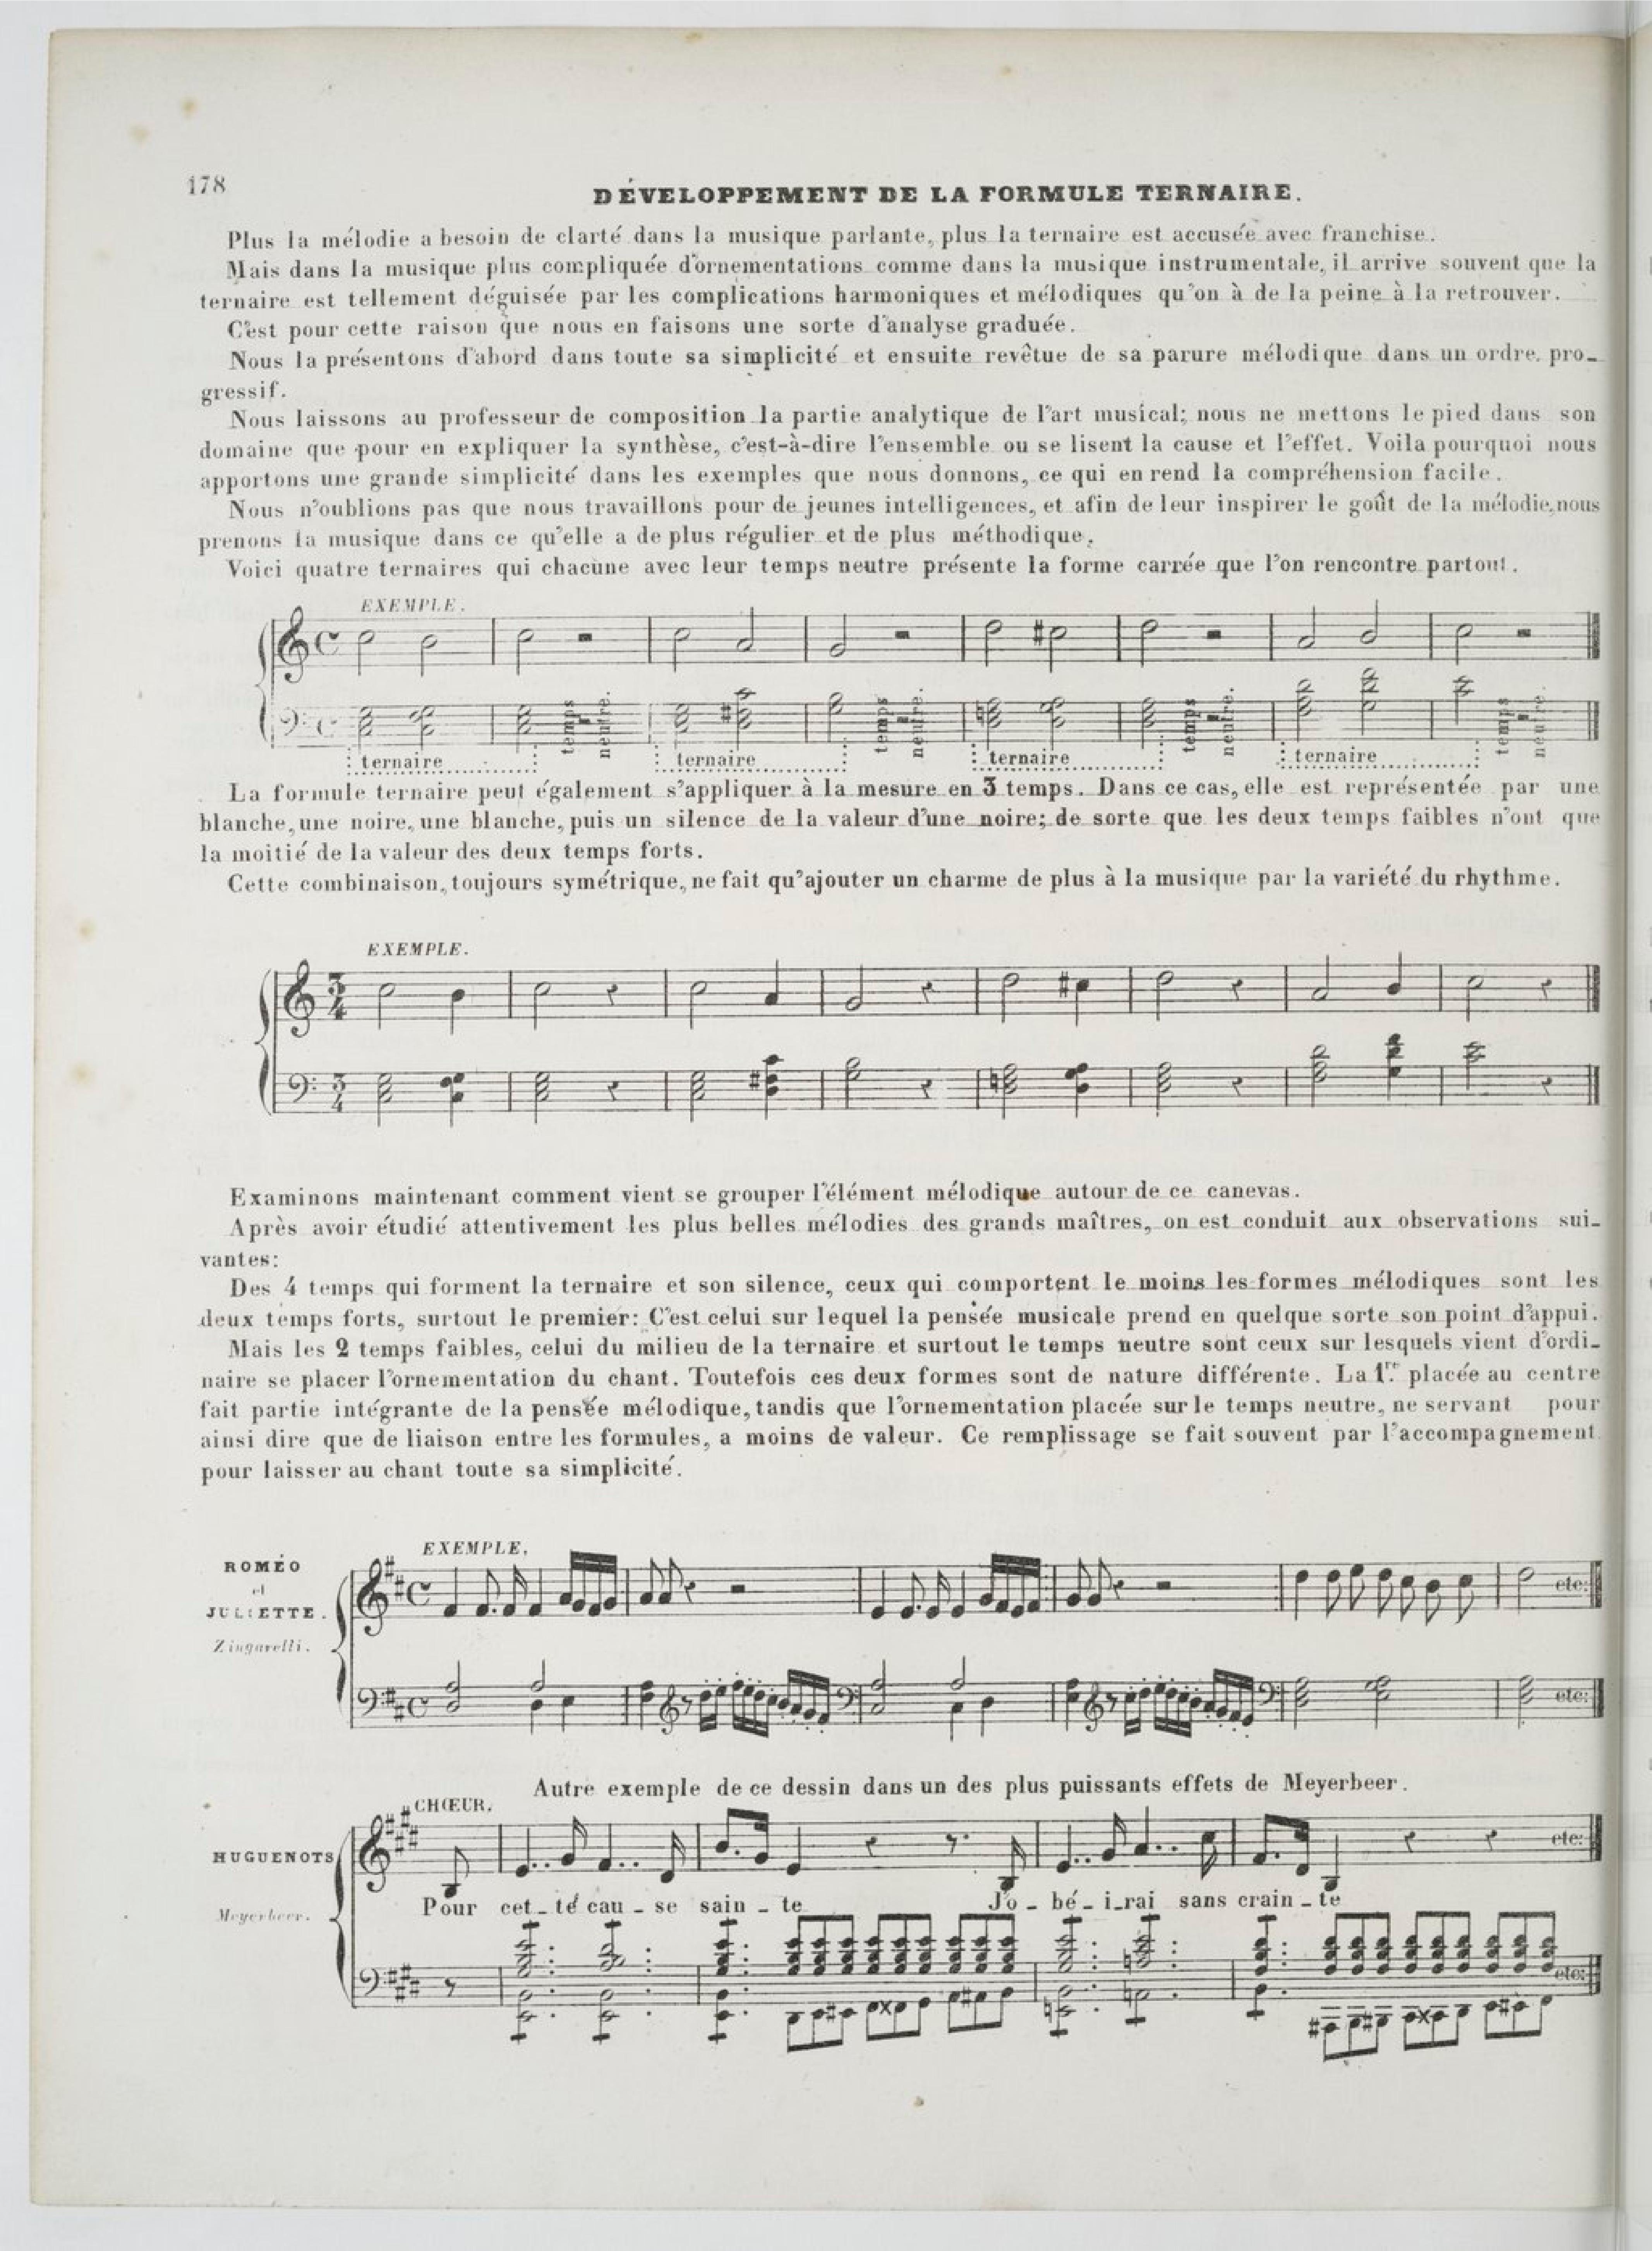 178
DÉVELOPPEMENT DE LA FORMULE TERNAIRE.
Plus la mélodie a besoin de clarté dans la musique parlante, plus la ternaire est accusée avec franchise.
Mais dans la musique plus compliquée d'ornementations comme dans la musique instrumentale, il arrive souvent que la
ternaire est tellement déguisée par les complications harmoniques et mélodiques qu'on à de la peine à la retrouver.
C'est pour cette raison que nous en faisons une sorte d'analyse graduée.
Nous la présentons d'abord dans toute sa simplicité et ensuite revêtue de sa parure mélodique dans un ordre pro-
gressif.
Nous laissons au professeur de composition la partie analytique de l'art musical; nous ne mettons le pied dans son
domaine que pour en expliquer la synthèse, c'est-à-dire l'ensemble ou se lisent la cause et l'effet. Voila pourquoi nous
apportons une grande simplicité dans les exemples que nous donnons, ce qui en rend la compréhension facile.
Nous n'oublions pas que nous travaillons pour de jeunes intelligences, et afin de leur inspirer le goût de la mélodie, nous
prenons la musique dans ce qu'elle a de plus régulier et de plus méthodique.
Voici quatre ternaires qui chacune avec leur temps neutre présente la forme carrée que l'on rencontre partout.
EXEMPLE.
temps neutre. temps neutre. temps neutre. temps neutre.
ternaire ternaire ternaire ternaire
La formule ternaire peut également s'appliquer à la mesure en 3 temps. Dans ce cas, elle est représentée par une
blanche, une noire, une blanche, puis un silence de la valeur d'une noire; de sorte que les deux temps faibles n'ont que
la moitié de la valeur des deux temps forts.
Cette combinaison, toujours symétrique, ne fait qu'ajouter un charme de plus à la musique par la variété du rhythme.
EXEMPLE.
Examinons maintenant comment vient se grouper l'élément mélodique autour de ce canevas.
Après avoir étudié attentivement les plus belles mélodies des grands maîtres, on est conduit aux observations sui-
vantes:
Des 4 temps qui forment la ternaire et son silence, ceux qui comportent le moins les formes mélodiques sont les
deux temps forts, surtout le premier: C'est celui sur lequel la pensée musicale prend en quelque sorte son point d'appui.
Mais les 2 temps faibles, celui du milieu de la ternaire et surtout le temps neutre sont ceux sur lesquels vient d'ordi-
naire se placer l'ornementation du chant. Toutefois ces deux formes sont de nature différente. La 1re. placée au centre
fait partie intégrante de la pensée mélodique, tandis que l'ornementation placée sur le temps neutre, ne servant pour
ainsi dire que de liaison entre les formules, a moins de valeur. Ce remplissage se fait souvent par l'accompagnement
pour laisser au chant toute sa simplicité.
EXEMPLE.
ROMÉO
et
JULIETTE.
Zingarelli.
etc:
etc:
Autre exemple de ce dessin dans un des plus puissants effets de Meyerbeer.
CHŒUR.
HUGUENOTS
etc:
Pour cet-té cau-se sain-te J'o-bé-i-rai sans crain-te
Meyerbeer.
etc: